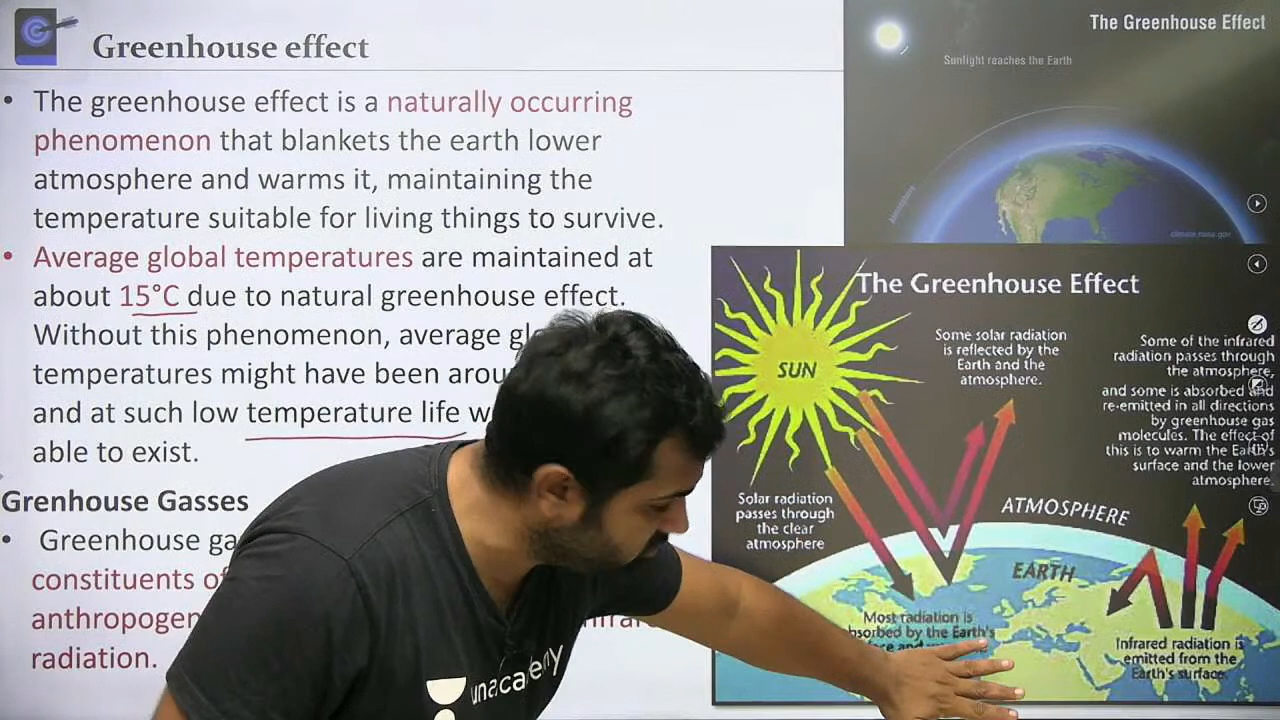 Greenhouse effect
• The greenhouse effect is a naturally occurring
phenomenon that blankets the earth lower
atmosphere and warms it, maintaining the
temperature suitable for living things to survive.
• Average global temperatures are maintained at
about 15°C due to natural greenhouse effect.
Without this phenomenon, average
temperatures might have been
and at such low temperature life
able to exist.
Grenhouse Gasses
• Greenhouse
constituents
radiation.
unacademy
The Greenhouse Effect
Sunlight reaches the Earth
Atmosphere
climate.nasa.gov
The Greenhouse Effect
SUN
Some solar radiation
is reflected by the
Earth and the
atmosphere.
Some of the infrared
radiation passes through
the atmosphere,
and some is absorbed and
re-emitted in all directions
by greenhouse gas
molecules. The effect of
this is to warm the Earth's
surface and the lower
atmosphere.
Solar radiation
passes through
the clear
atmosphere
ATMOSPHERE
EARTH
Most radiation is
absorbed by the Earth's
Infrared radiation is
emitted from the
Earth's surface.